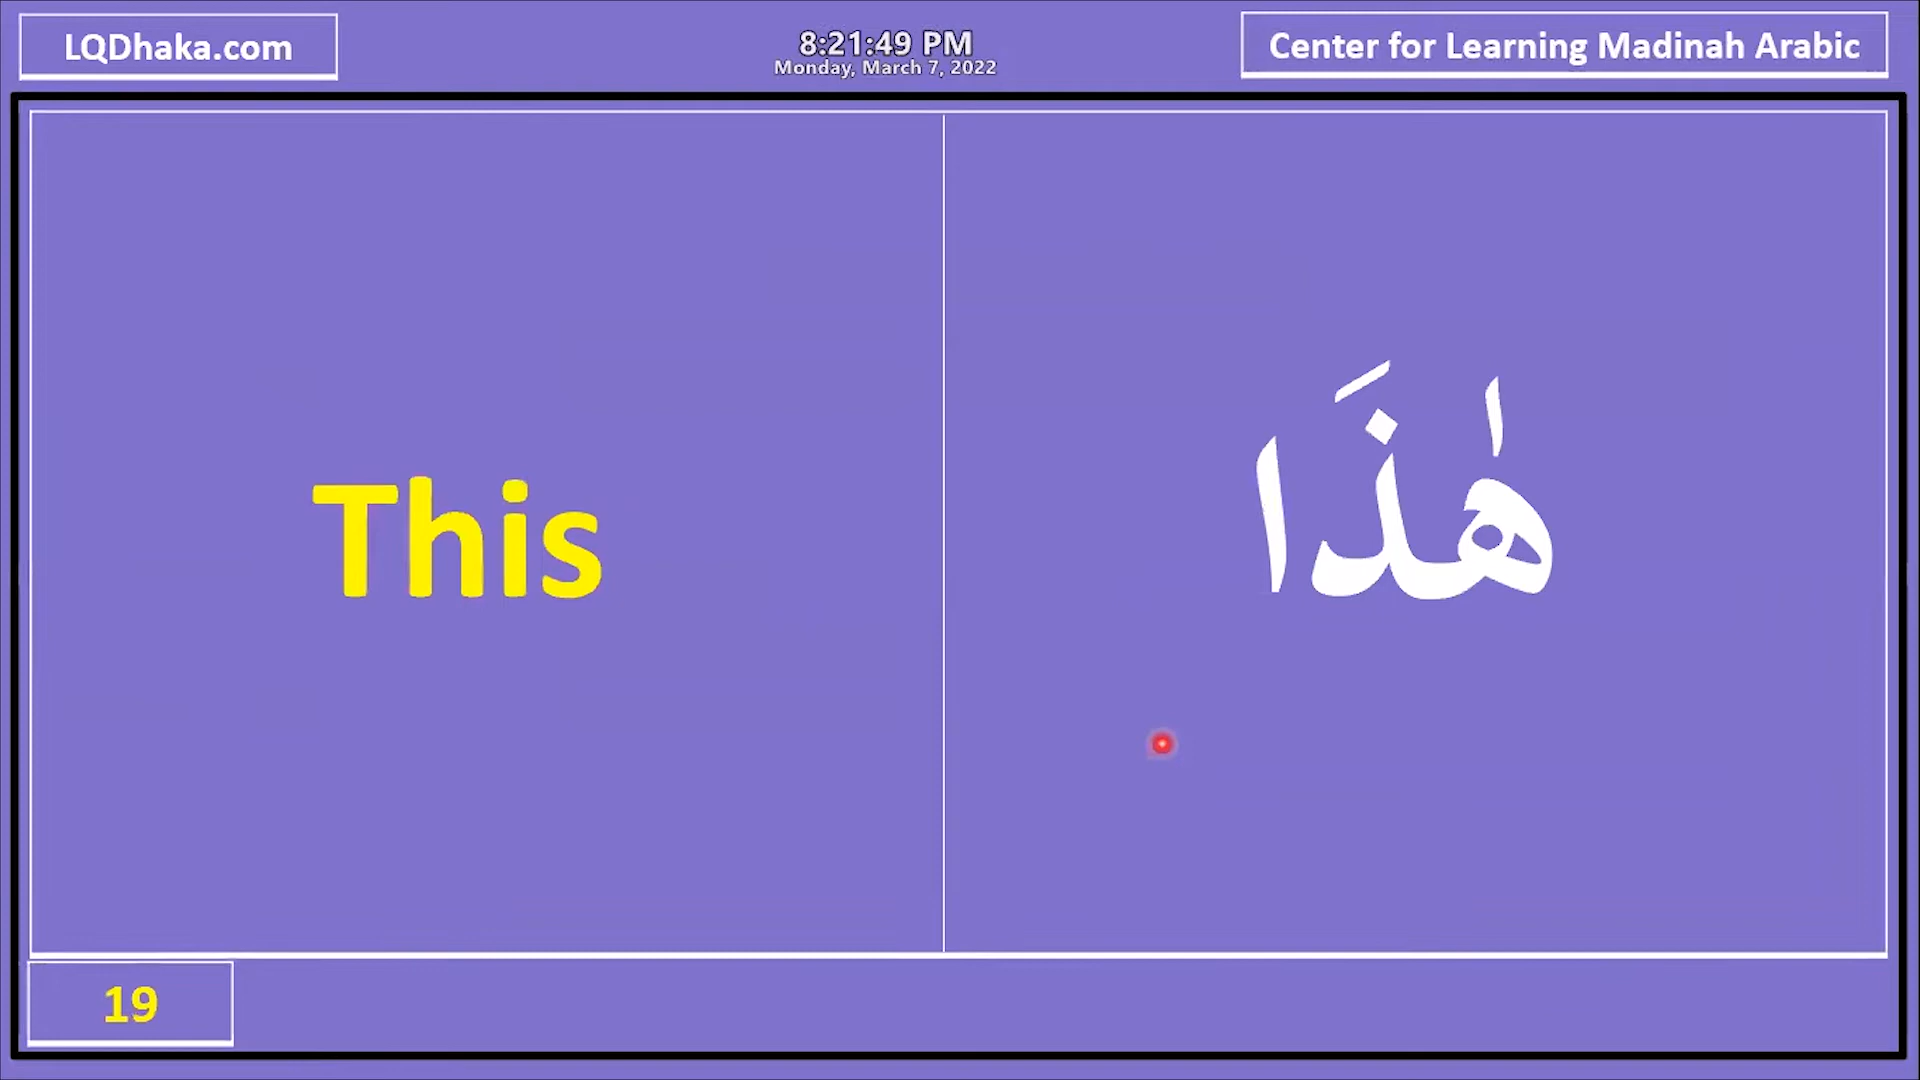 LQDhaka.com
8:21:49 PM
Monday, March 7, 2022
Center for Learning Madinah Arabic
This
هٰذَا
19